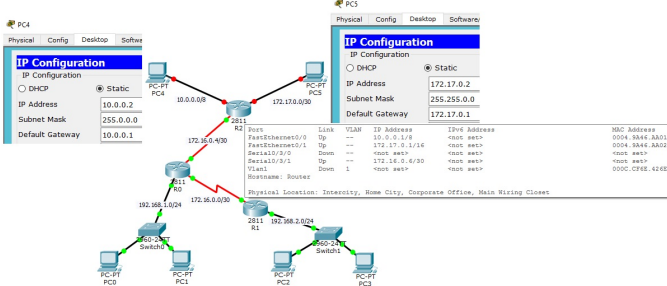 PC4
Physical Config Desktop Softwa
IP Configuration
IP Configuration
DHCP Static
IP Address 10.0.0.2
Subnet Mask 255.0.0.0
Default Gateway 10.0.0.1
PC5
Physical Config Desktop Software/
IP Configuration
IP Configuration
DHCP Static
IP Address 172.17.0.2
Subnet Mask 255.255.0.0
Default Gateway 172.17.0.1
Port Link VLAN IP Address IPv6 Address MAC Address
FastEthernet0/0 Up -- 10.0.0.1/8 <not set> 0004.9A46.AA01
FastEthernet0/1 Up -- 172.17.0.1/16 <not set> 0004.9A46.AA02
Serial0/3/0 Down -- <not set> <not set>
Serial0/3/1 Up -- 172.16.0.6/30 <not set>
Vlan1 Down 1 <not set> <not set> 000C.CF6E.426E
Hostname: Router
Physical Location: Intercity, Home City, Corporate Office, Main Wiring Closet
PC-PT
PC4
10.0.0.0/8
PC-PT
PC5
172.17.0.0/30
2811
R2
172.16.0.4/30
2811
R0
172.16.0.0/30
192.168.1.0/24
2811
R1
192.168.2.0/24
2960-24TT
Switch0
2960-24TT
Switch1
PC-PT
PC0
PC-PT
PC1
PC-PT
PC2
PC-PT
PC3